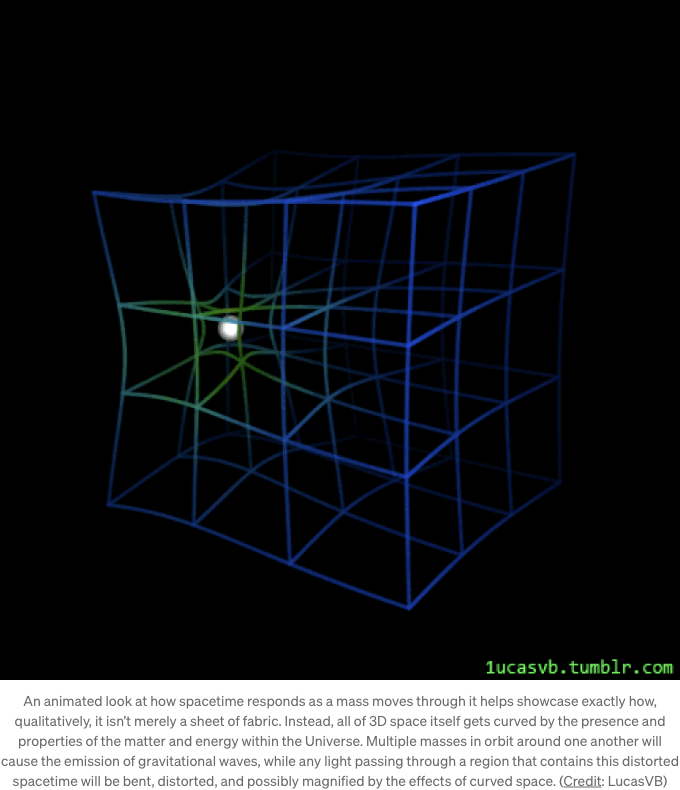 1ucasvb.tumblr.com
An animated look at how spacetime responds as a mass moves through it helps showcase exactly how,
qualitatively, it isn’t merely a sheet of fabric. Instead, all of 3D space itself gets curved by the presence and
properties of the matter and energy within the Universe. Multiple masses in orbit around one another will
cause the emission of gravitational waves, while any light passing through a region that contains this distorted
spacetime will be bent, distorted, and possibly magnified by the effects of curved space. (Credit: LucasVB)